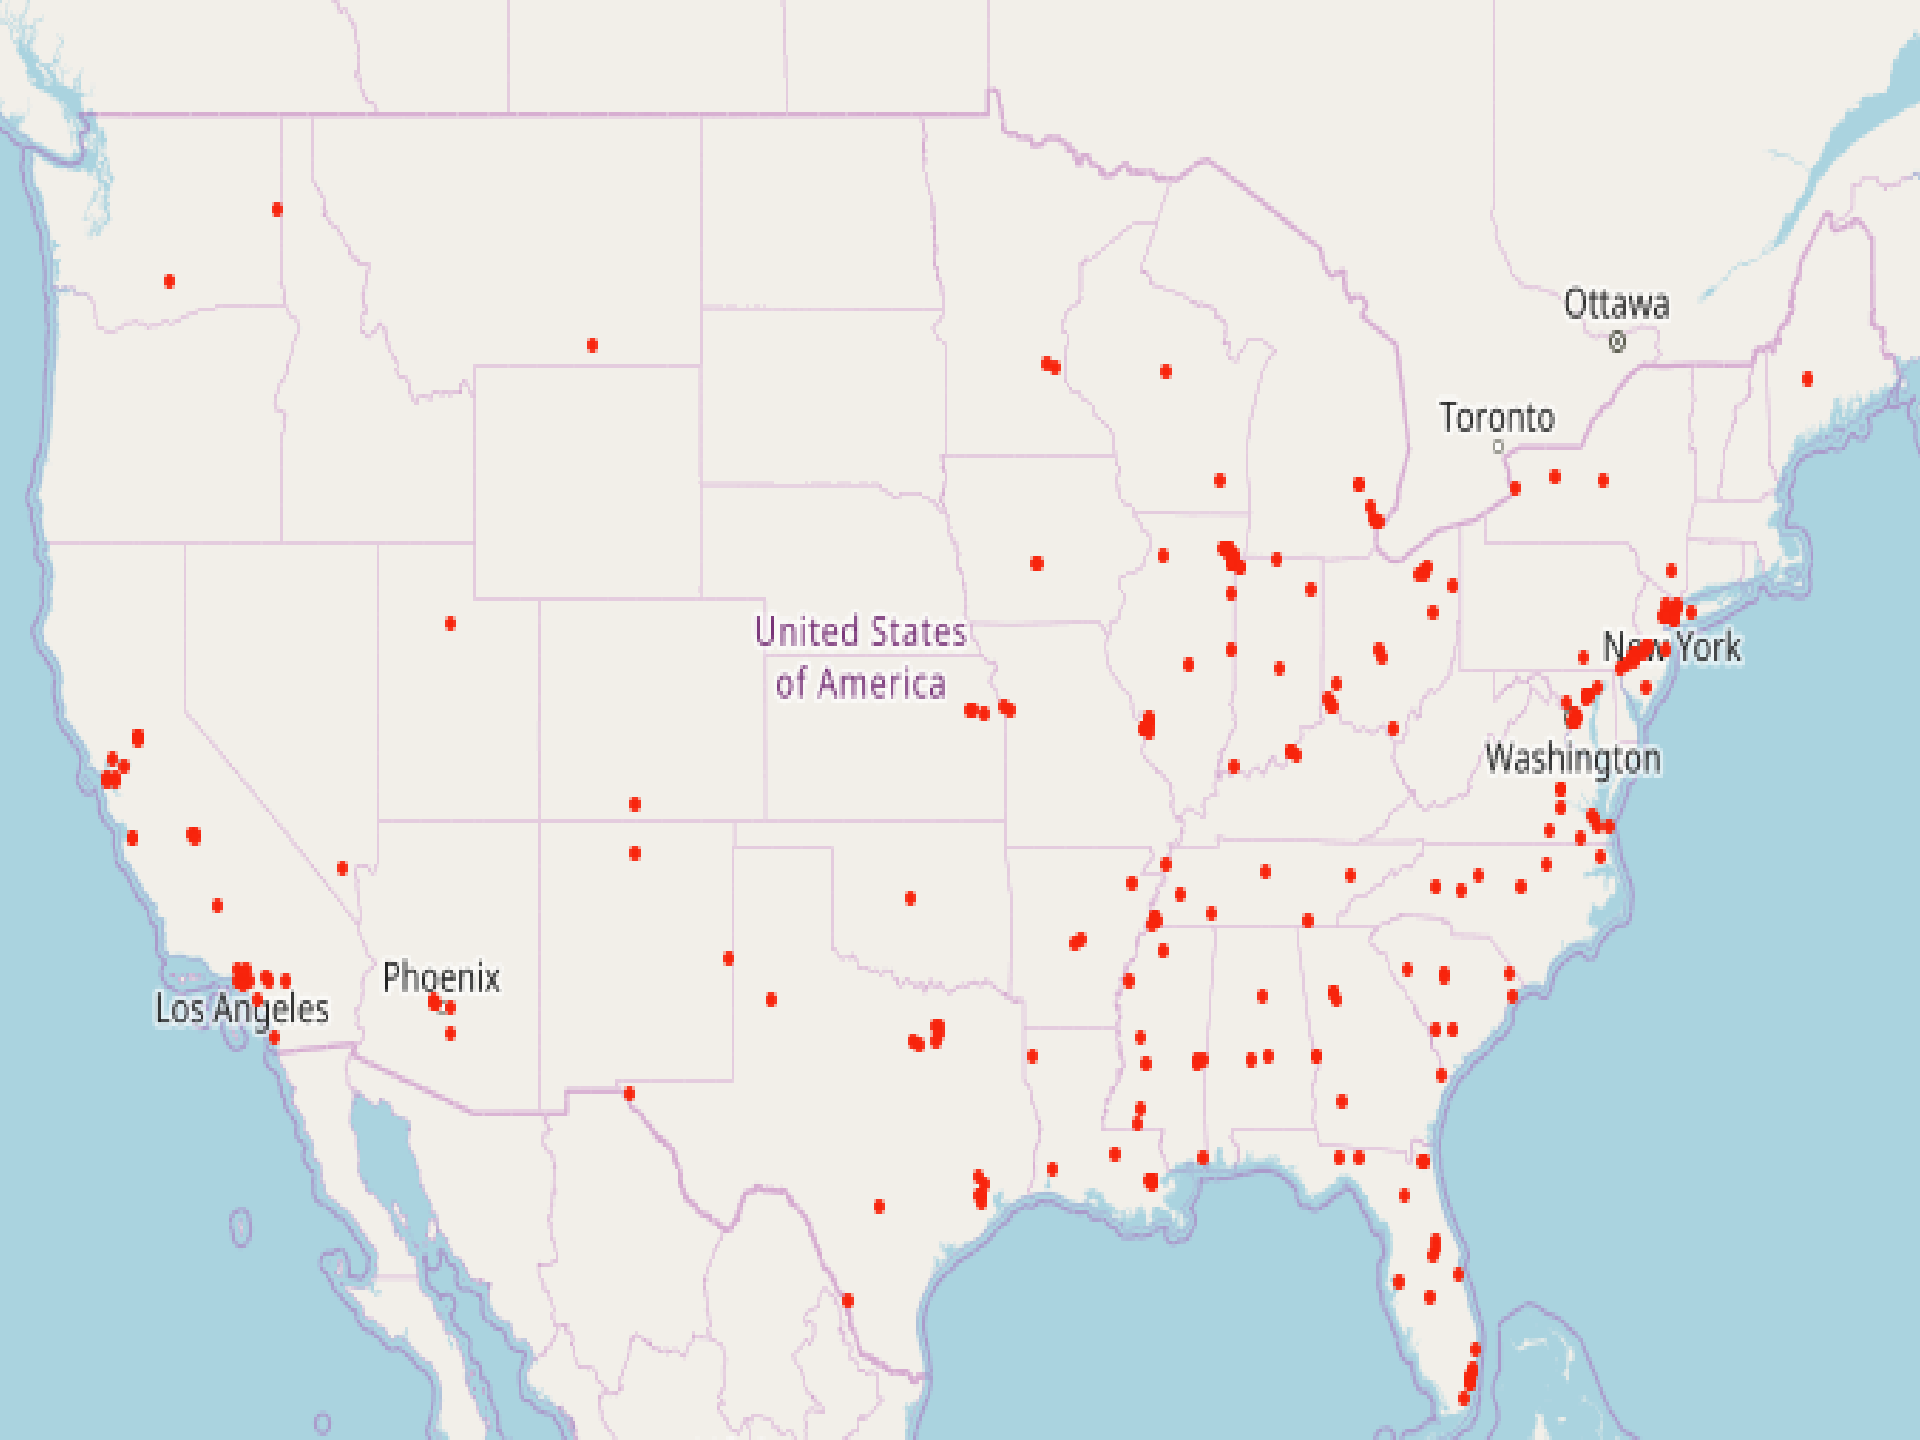 Ottawa
Toronto
United States
of America
New York
Washington
Phoenix
Los Angeles